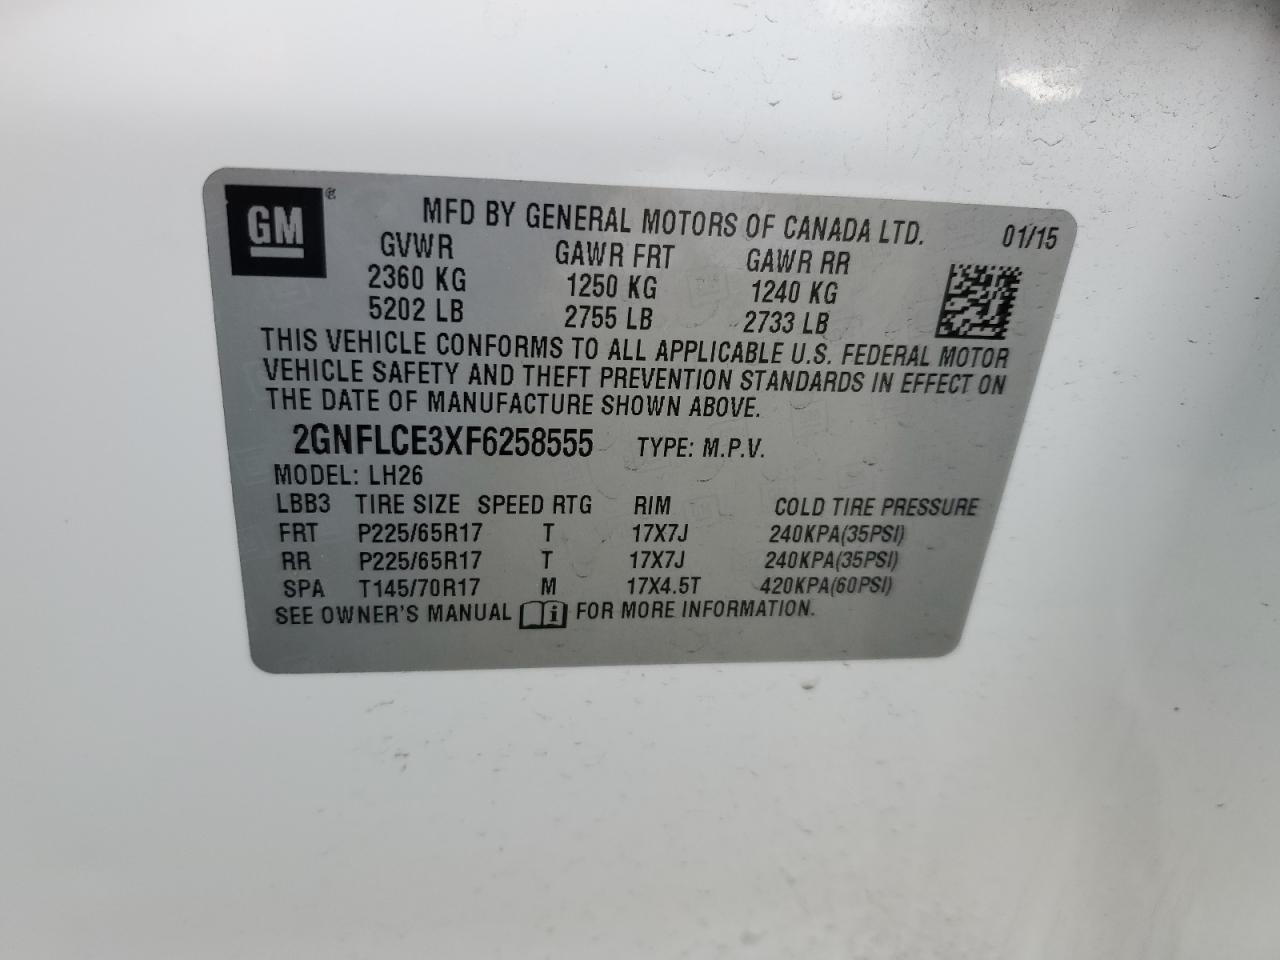 GM ®
MFD BY GENERAL MOTORS OF CANADA LTD. 01/15
GVWR GAWR FRT GAWR RR
2360 KG 1250 KG 1240 KG
5202 LB 2755 LB 2733 LB
THIS VEHICLE CONFORMS TO ALL APPLICABLE U.S. FEDERAL MOTOR
VEHICLE SAFETY AND THEFT PREVENTION STANDARDS IN EFFECT ON
THE DATE OF MANUFACTURE SHOWN ABOVE.
2GNFLCE3XF6258555 TYPE: M.P.V.
MODEL: LH26
LBB3 TIRE SIZE SPEED RTG RIM COLD TIRE PRESSURE
FRT P225/65R17 T 17X7J 240KPA(35PSI)
RR P225/65R17 T 17X7J 240KPA(35PSI)
SPA T145/70R17 M 17X4.5T 420KPA(60PSI)
SEE OWNER'S MANUAL i FOR MORE INFORMATION.